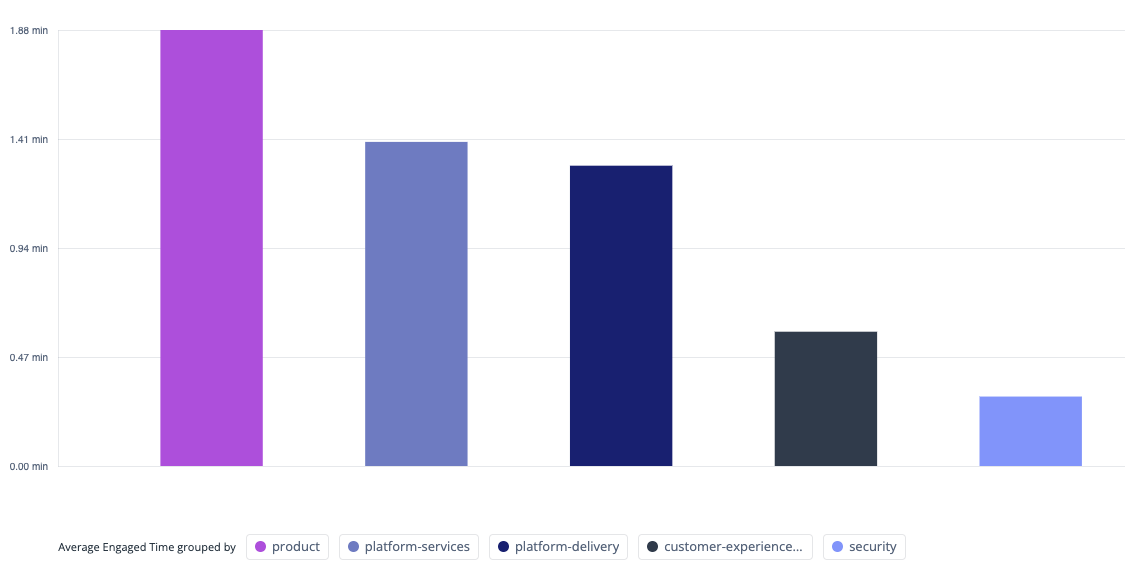 1.88 min
1.41 min
0.94 min
0.47 min
0.00 min
Average Engaged Time grouped by product platform-services platform-delivery customer-experience... security